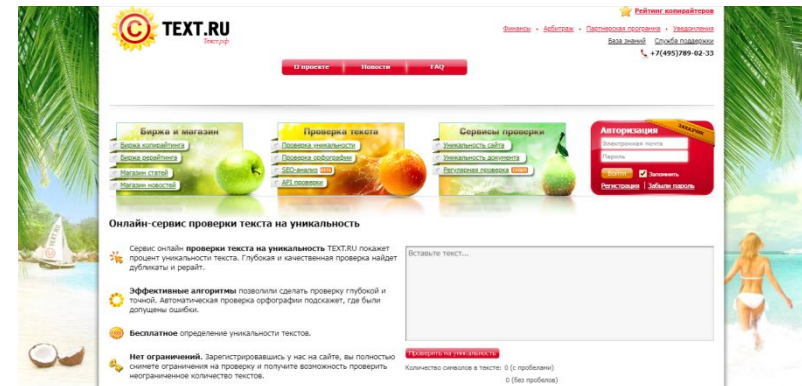 Рейтинг копирайтеров
TEXT.RU
Текст.рф
Финансы • Арбитраж • Партнерская программа • Уведомления
База знаний Служба поддержки
+7(495)789-02-33
О проекте Новости FAQ
Биржа и магазин
Биржа копирайтинга
Биржа рерайтинга
Магазин статей
Магазин новостей
Проверка текста
Проверка уникальности
Проверка орфографии
SEO-анализ
API проверки
Сервисы проверки
Уникальность сайта
Уникальность документа
Регулярная проверка
Авторизация
ЗАКАЗЧИК
Электронная почта
Пароль
Войти Запомнить
Регистрация Забыли пароль
Онлайн-сервис проверки текста на уникальность
Сервис онлайн проверки текста на уникальность TEXT.RU покажет
процент уникальности текста. Глубокая и качественная проверка найдет
дубликаты и рерайт.
Эффективные алгоритмы позволили сделать проверку глубокой и
точной. Автоматическая проверка орфографии подскажет, где были
допущены ошибки.
Бесплатное определение уникальности текстов.
Нет ограничений. Зарегистрировавшись у нас на сайте, вы полностью
снимете ограничения на проверку и получите возможность проверить
неограниченное количество текстов.
Вставьте текст...
Проверить на уникальность
Количество символов в тексте: 0 (с пробелами)
0 (без пробелов)